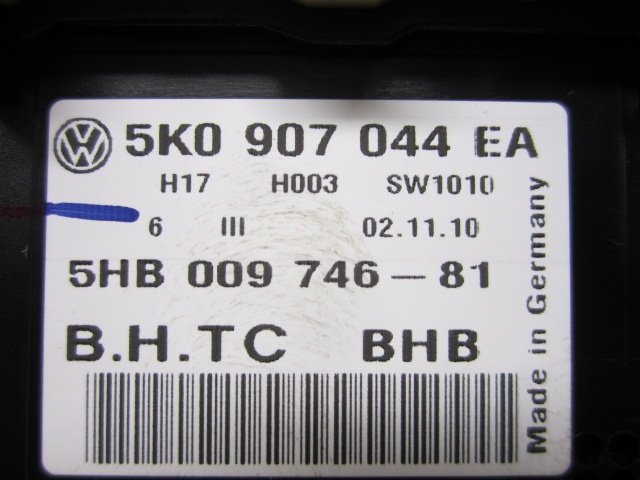 5K0 907 044 EA
H17 H003 SW1010
6 III 02.11.10
5HB 009 746-81
B.H.TC BHB
Made in Germany